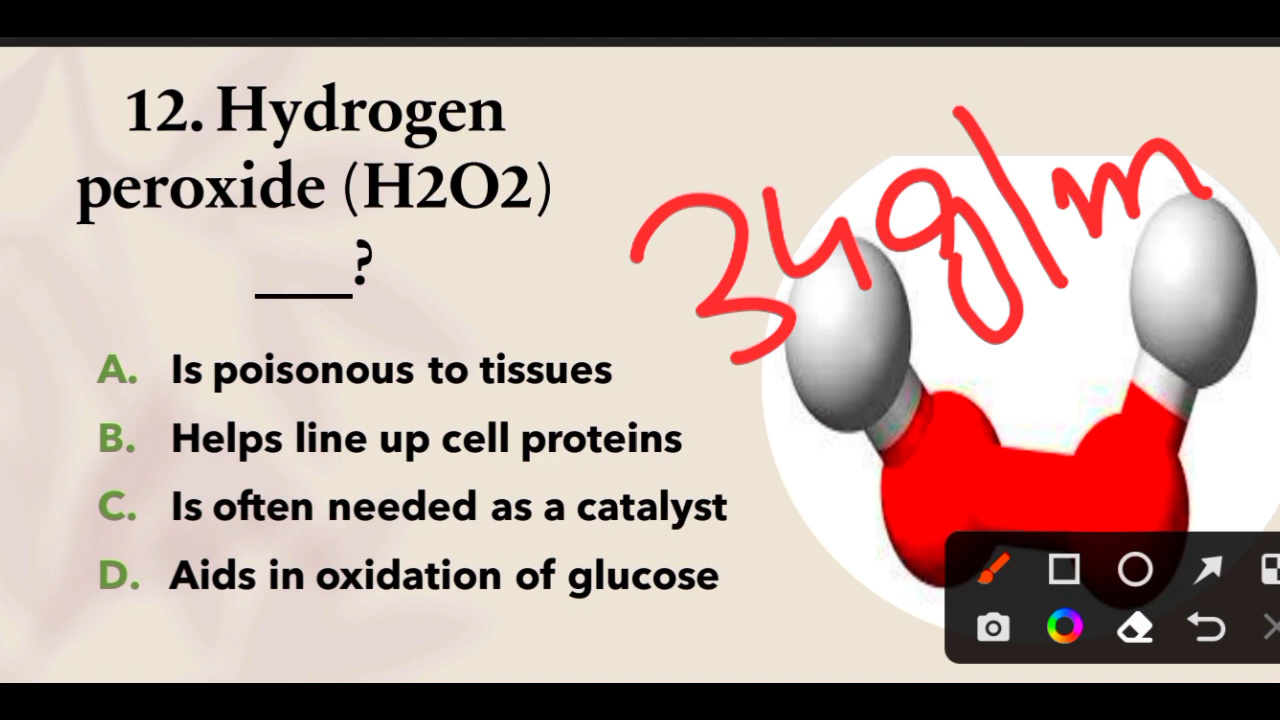 12. Hydrogen
peroxide (H2O2)
____?
34g/m
A. Is poisonous to tissues
B. Helps line up cell proteins
C. Is often needed as a catalyst
D. Aids in oxidation of glucose